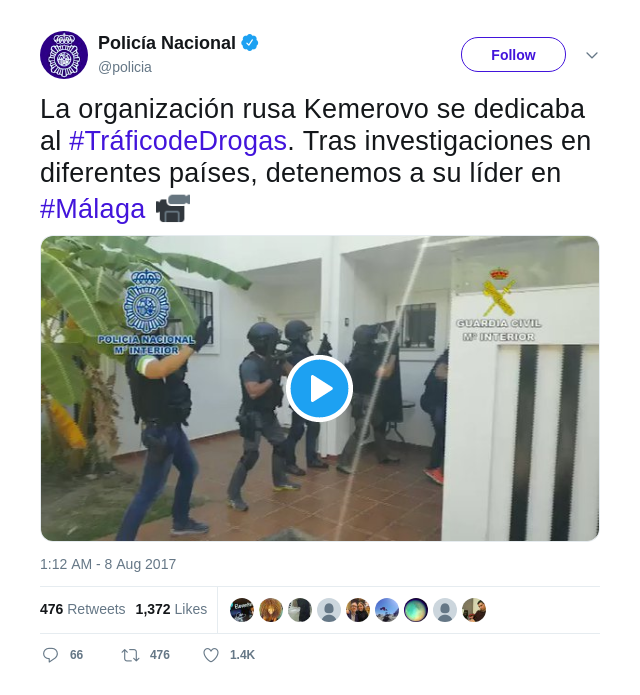 Policía Nacional
@policia
Follow
La organización rusa Kemerovo se dedicaba
al #TráficodeDrogas. Tras investigaciones en
diferentes países, detenemos a su líder en
#Málaga
POLICIA NACIONAL
Mº INTERIOR
GUARDIA CIVIL
Mº INTERIOR
1:12 AM - 8 Aug 2017
476 Retweets 1,372 Likes
66 476 1.4K